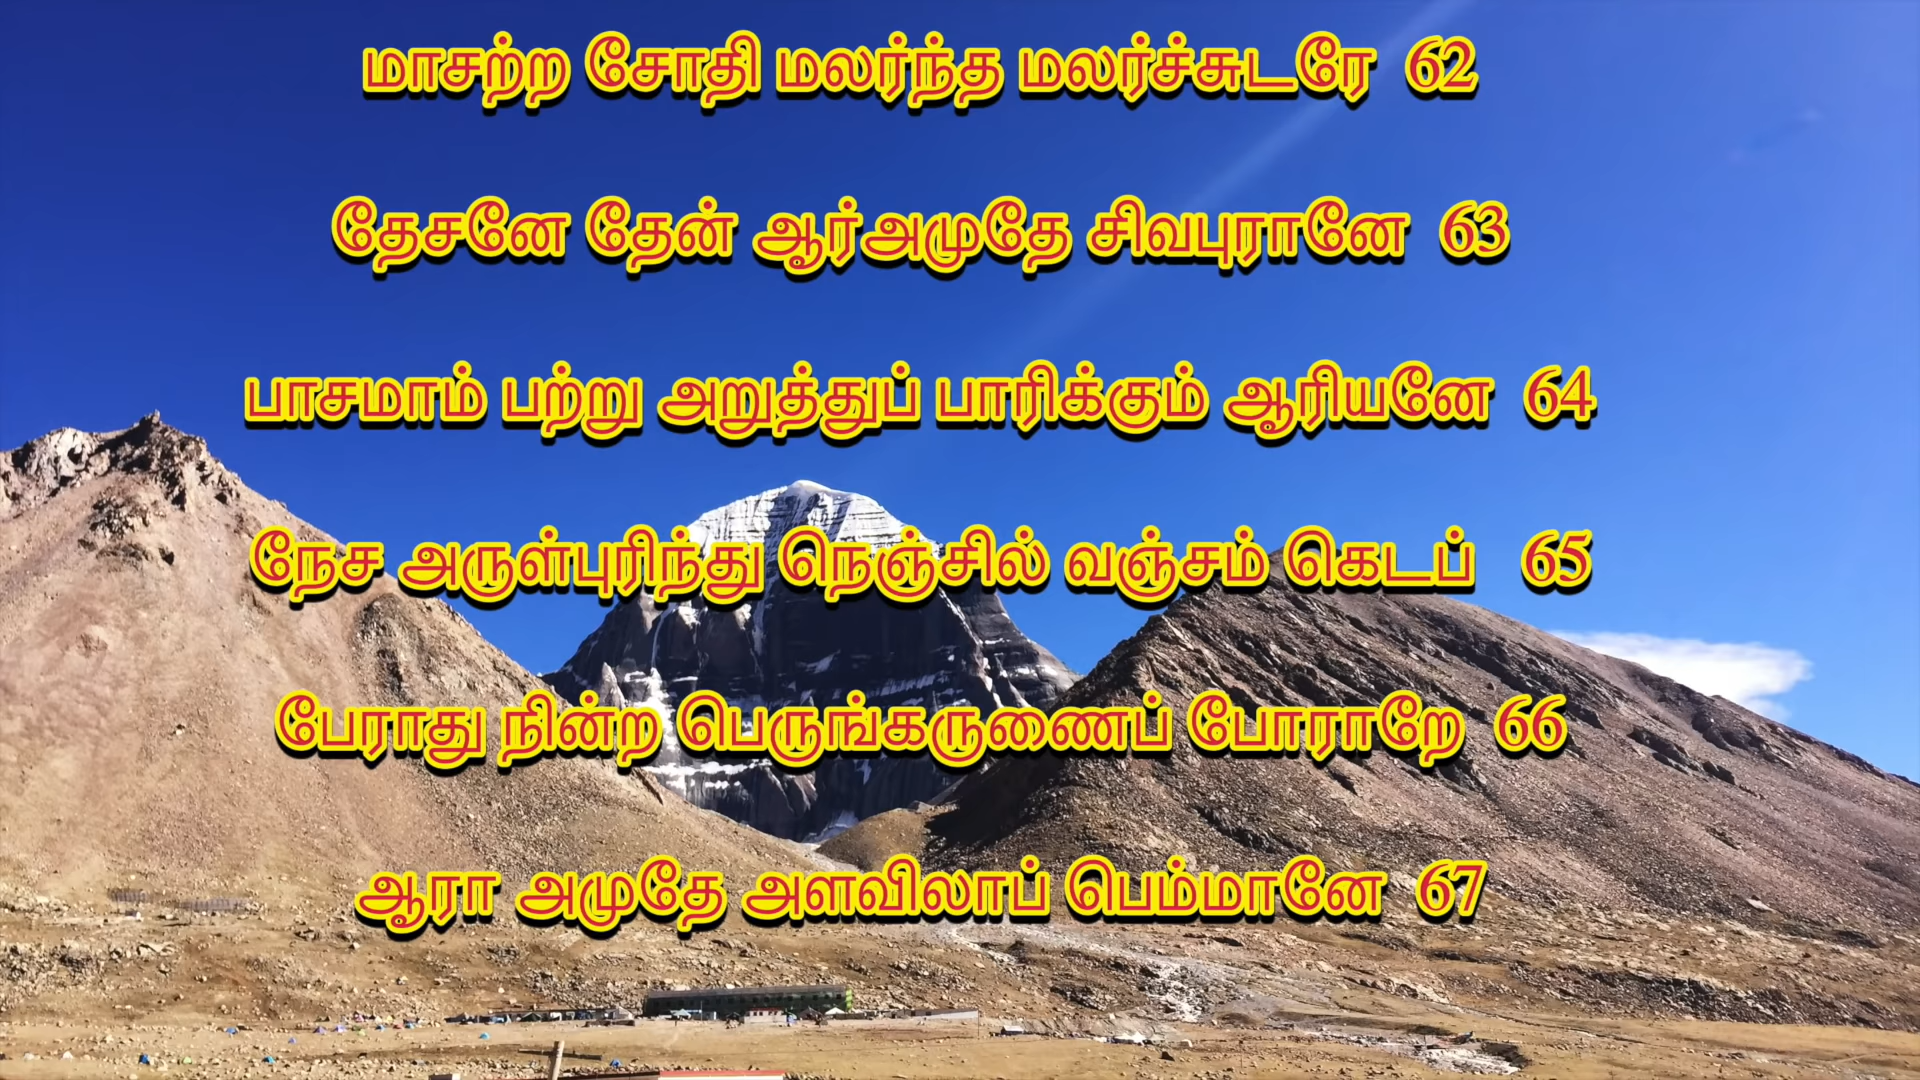 மாசற்ற சோதி மலர்ந்த மலர்ச்சுடரே 62
தேசனே தேன் ஆர்அமுதே சிவபுரானே 63
பாசமாம் பற்று அறுத்துப் பாரிக்கும் ஆரியனே 64
நேச அருள்புரிந்து நெஞ்சில் வஞ்சம் கெடப் 65
பேராது நின்ற பெருங்கருணைப் போராறே 66
ஆரா அமுதே அளவிலாப் பெம்மானே 67